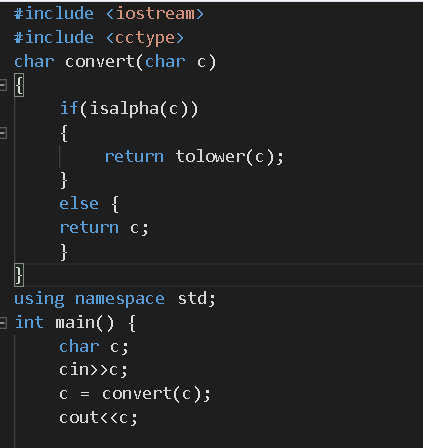 #include <iostream>
#include <cctype>
char convert(char c)
{
if(isalpha(c))
{
return tolower(c);
}
else {
return c;
}
}
using namespace std;
int main() {
char c;
cin>>c;
c = convert(c);
cout<<c;